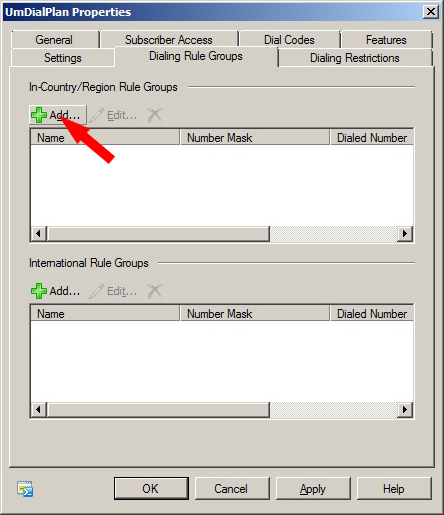 UmDialPlan Properties
General Subscriber Access Dial Codes Features
Settings Dialing Rule Groups Dialing Restrictions
In-Country/Region Rule Groups
Add... Edit...
Name Number Mask Dialed Number
International Rule Groups
Add... Edit...
Name Number Mask Dialed Number
OK Cancel Apply Help